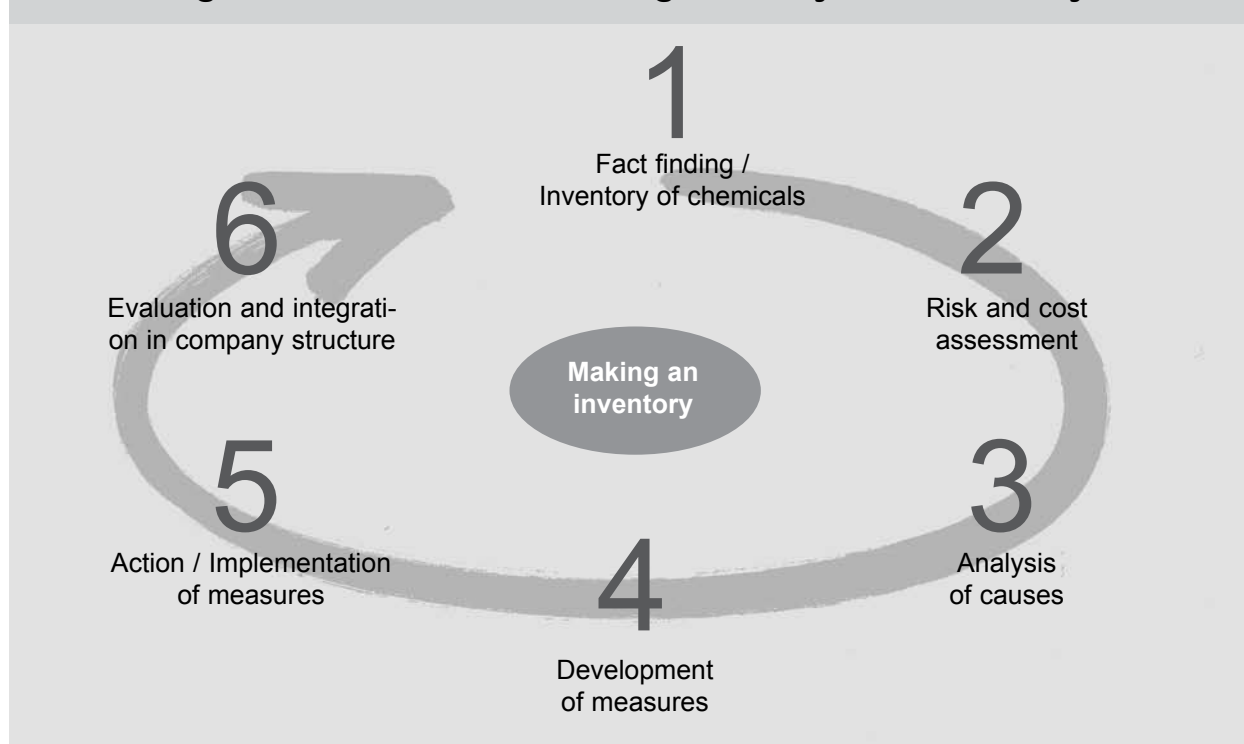 1
Fact finding /
Inventory of chemicals
2
Risk and cost
assessment
3
Analysis
of causes
4
Development
of measures
5
Action / Implementation
of measures
6
Evaluation and integrati-
on in company structure
Making an
inventory